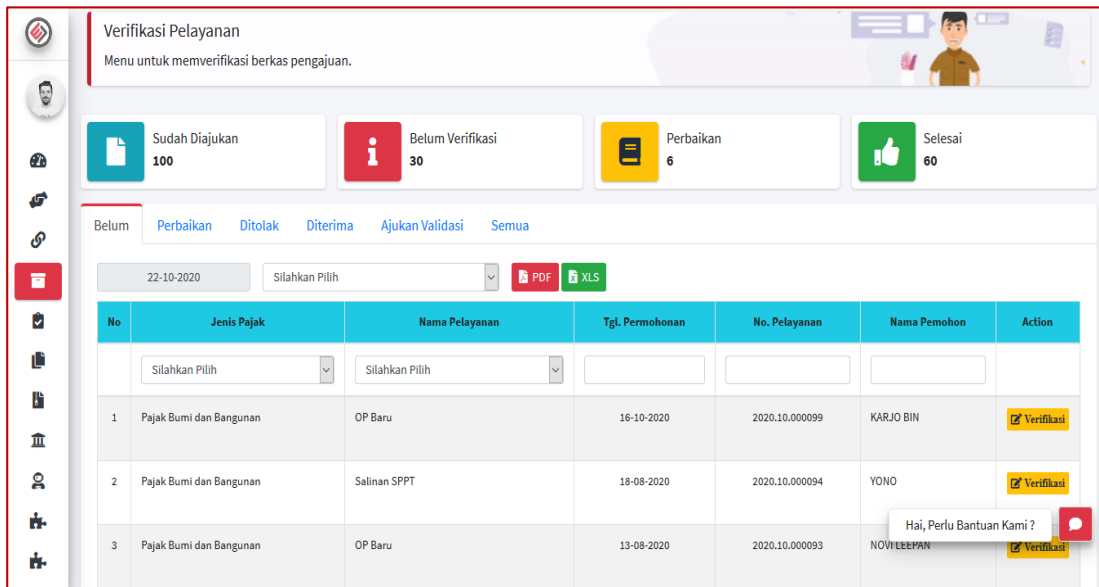 Verifikasi Pelayanan
Menu untuk memverifikasi berkas pengajuan.
Sudah Diajukan
100
Belum Verifikasi
30
Perbaikan
6
Selesai
60
Belum Perbaikan Ditolak Diterima Ajukan Validasi Semua
22-10-2020 Silahkan Pilih PDF XLS
No Jenis Pajak Nama Pelayanan Tgl. Permohonan No. Pelayanan Nama Pemohon Action
Silahkan Pilih Silahkan Pilih
1 Pajak Bumi dan Bangunan OP Baru 16-10-2020 2020.10.000099 KARJO BIN Verifikasi
2 Pajak Bumi dan Bangunan Salinan SPPT 18-08-2020 2020.10.000094 YONO Verifikasi
Hai, Perlu Bantuan Kami ?
3 Pajak Bumi dan Bangunan OP Baru 13-08-2020 2020.10.000093 NOVI LEEPAN Verifikasi